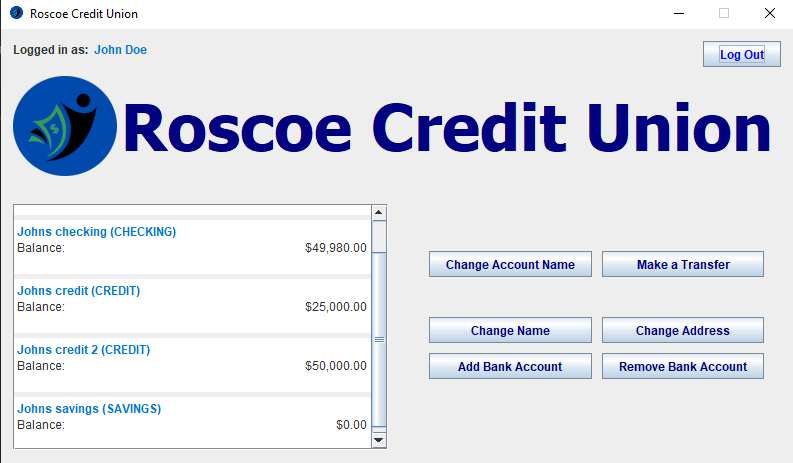 Roscoe Credit Union
Logged in as: John Doe
Log Out
$
Roscoe Credit Union
Johns checking (CHECKING)
Balance: $49,980.00
Johns credit (CREDIT)
Balance: $25,000.00
Johns credit 2 (CREDIT)
Balance: $50,000.00
Johns savings (SAVINGS)
Balance: $0.00
Change Account Name
Make a Transfer
Change Name
Change Address
Add Bank Account
Remove Bank Account